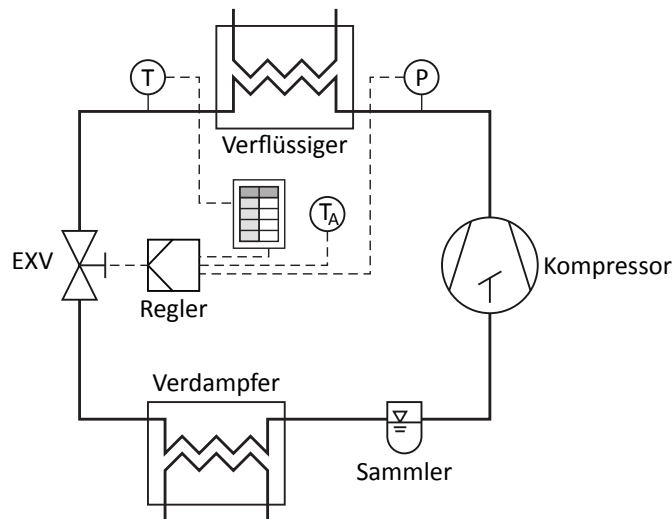 T
P
Verflüssiger
T_A
EXV
Regler
Kompressor
Verdampfer
Sammler